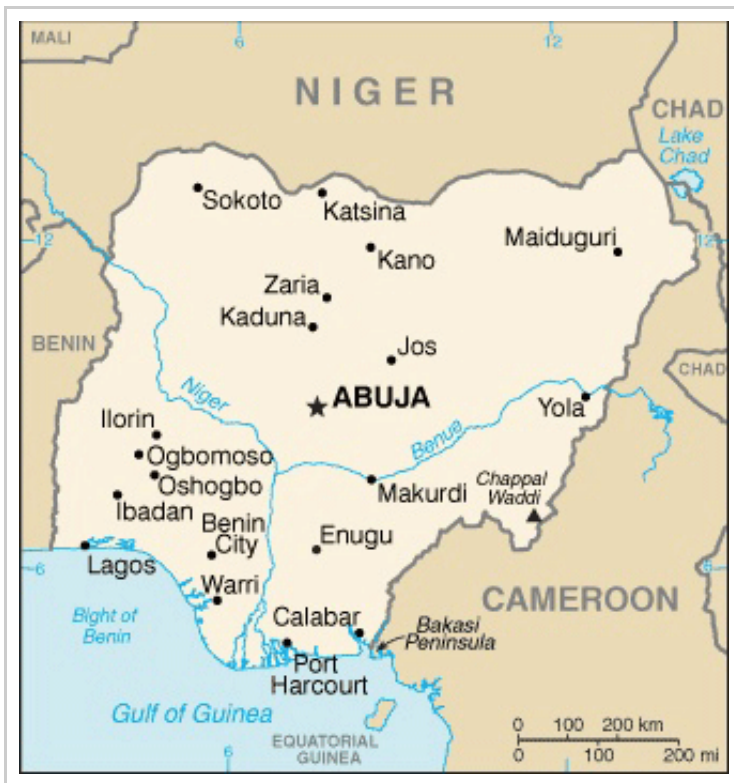 MALI
6
12
NIGER
CHAD
Lake
Chad
Sokoto
Katsina
12
Kano
Maiduguri
12
Zaria
Kaduna
BENIN
Jos
CHAD
Niger
ABUJA
Yola
Ilorin
Benue
Ogbomoso
Oshogbo
Makurdi
Chappal
Waddi
Ibadan
Benin
City
Enugu
Lagos
6
6
Warri
CAMEROON
Bight of
Benin
Calabar
Bakasi
Peninsula
Port
Harcourt
Gulf of Guinea
EQUATORIAL
GUINEA
0 100 200 km
0 100 200 mi
6